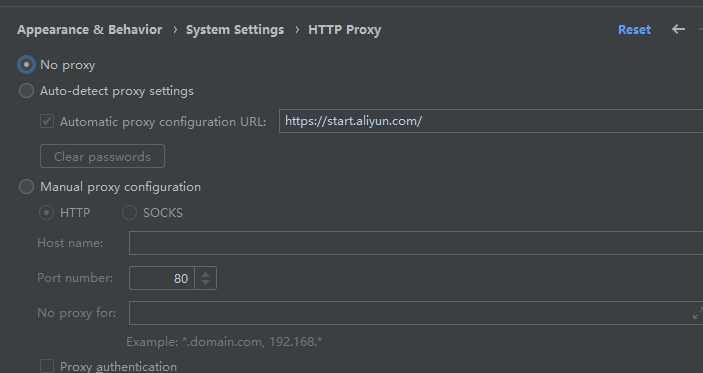 Appearance & Behavior › System Settings › HTTP Proxy Reset
No proxy
Auto-detect proxy settings
Automatic proxy configuration URL: https://start.aliyun.com/
Clear passwords
Manual proxy configuration
HTTP SOCKS
Host name:
Port number: 80
No proxy for:
Example: *.domain.com, 192.168.*
Proxy authentication